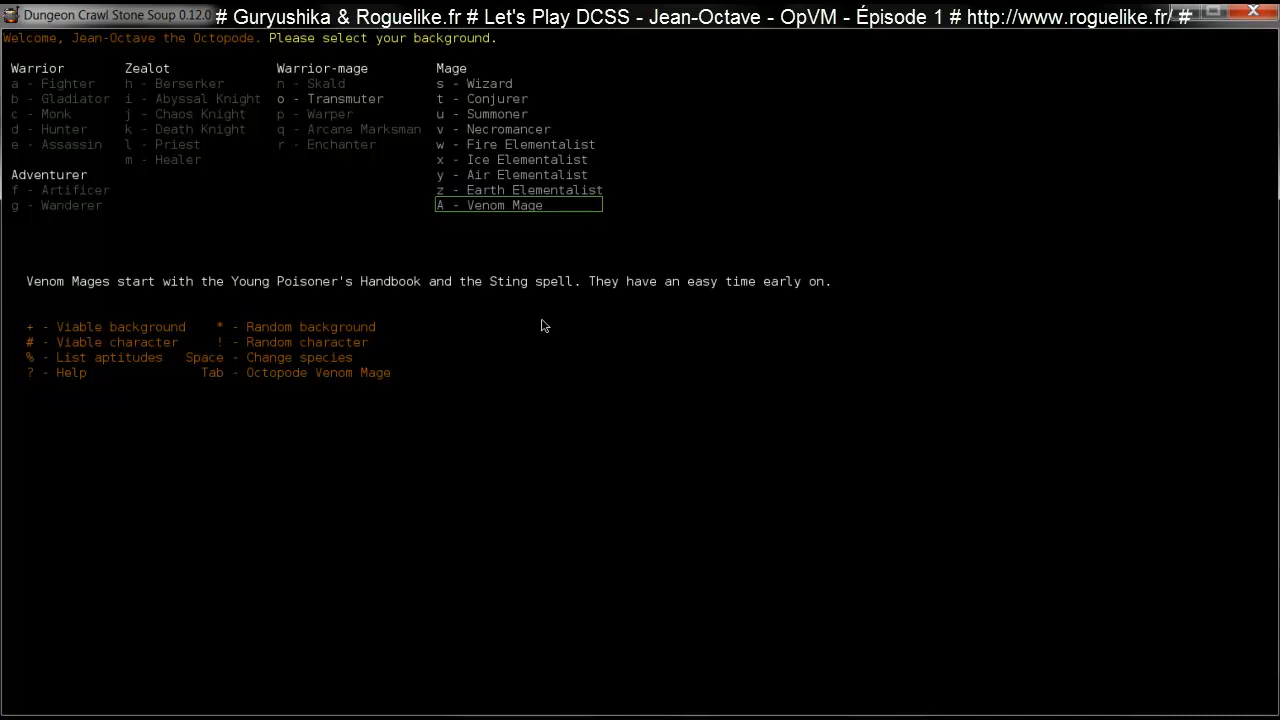 Dungeon Crawl Stone Soup 0.12.0
# Guryushika & Roguelike.fr # Let's Play DCSS - Jean-Octave - OpVM - Épisode 1 # http://www.roguelike.fr/ #
Welcome, Jean-Octave the Octopode. Please select your background.
Warrior
a - Fighter
b - Gladiator
c - Monk
d - Hunter
e - Assassin
Adventurer
f - Artificer
g - Wanderer
Zealot
h - Berserker
i - Abyssal Knight
j - Chaos Knight
k - Death Knight
l - Priest
m - Healer
Warrior-mage
n - Skald
o - Transmuter
p - Warper
q - Arcane Marksman
r - Enchanter
Mage
s - Wizard
t - Conjurer
u - Summoner
v - Necromancer
w - Fire Elementalist
x - Ice Elementalist
y - Air Elementalist
z - Earth Elementalist
A - Venom Mage
Venom Mages start with the Young Poisoner's Handbook and the Sting spell. They have an easy time early on.
+ - Viable background * - Random background
# - Viable character ! - Random character
% - List aptitudes Space - Change species
? - Help Tab - Octopode Venom Mage